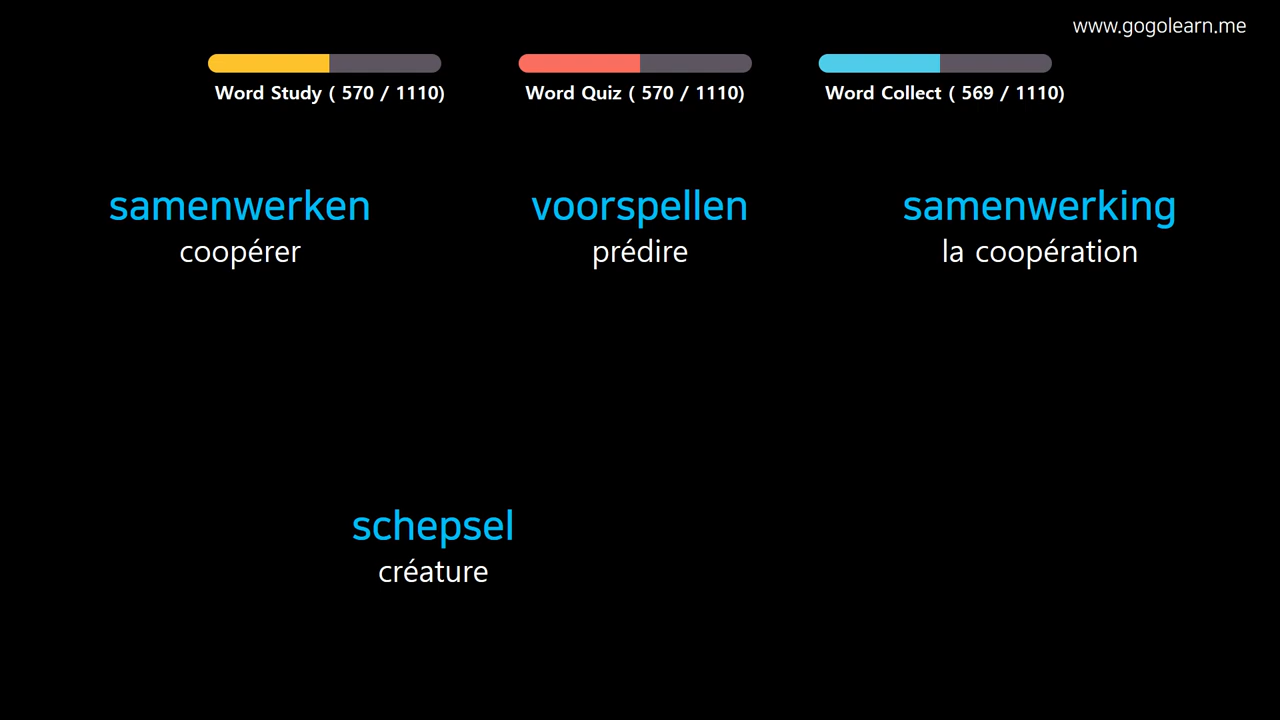 www.gogolearn.me
Word Study ( 570 / 1110)
Word Quiz ( 570 / 1110)
Word Collect ( 569 / 1110)
samenwerken
coopérer
voorspellen
prédire
samenwerking
la coopération
schepsel
créature